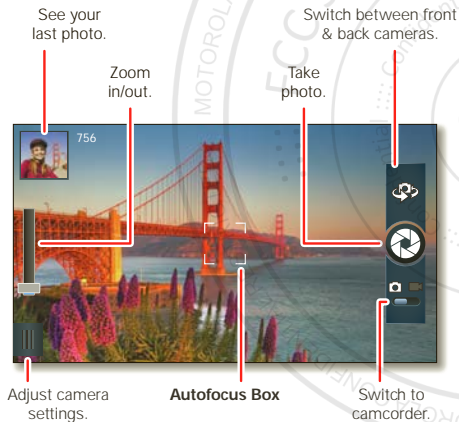 See your
last photo.
Switch between front
& back cameras.
Zoom
in/out.
Take
photo.
756
Adjust camera
settings.
Autofocus Box
Switch to
camcorder.
MOTOROLA